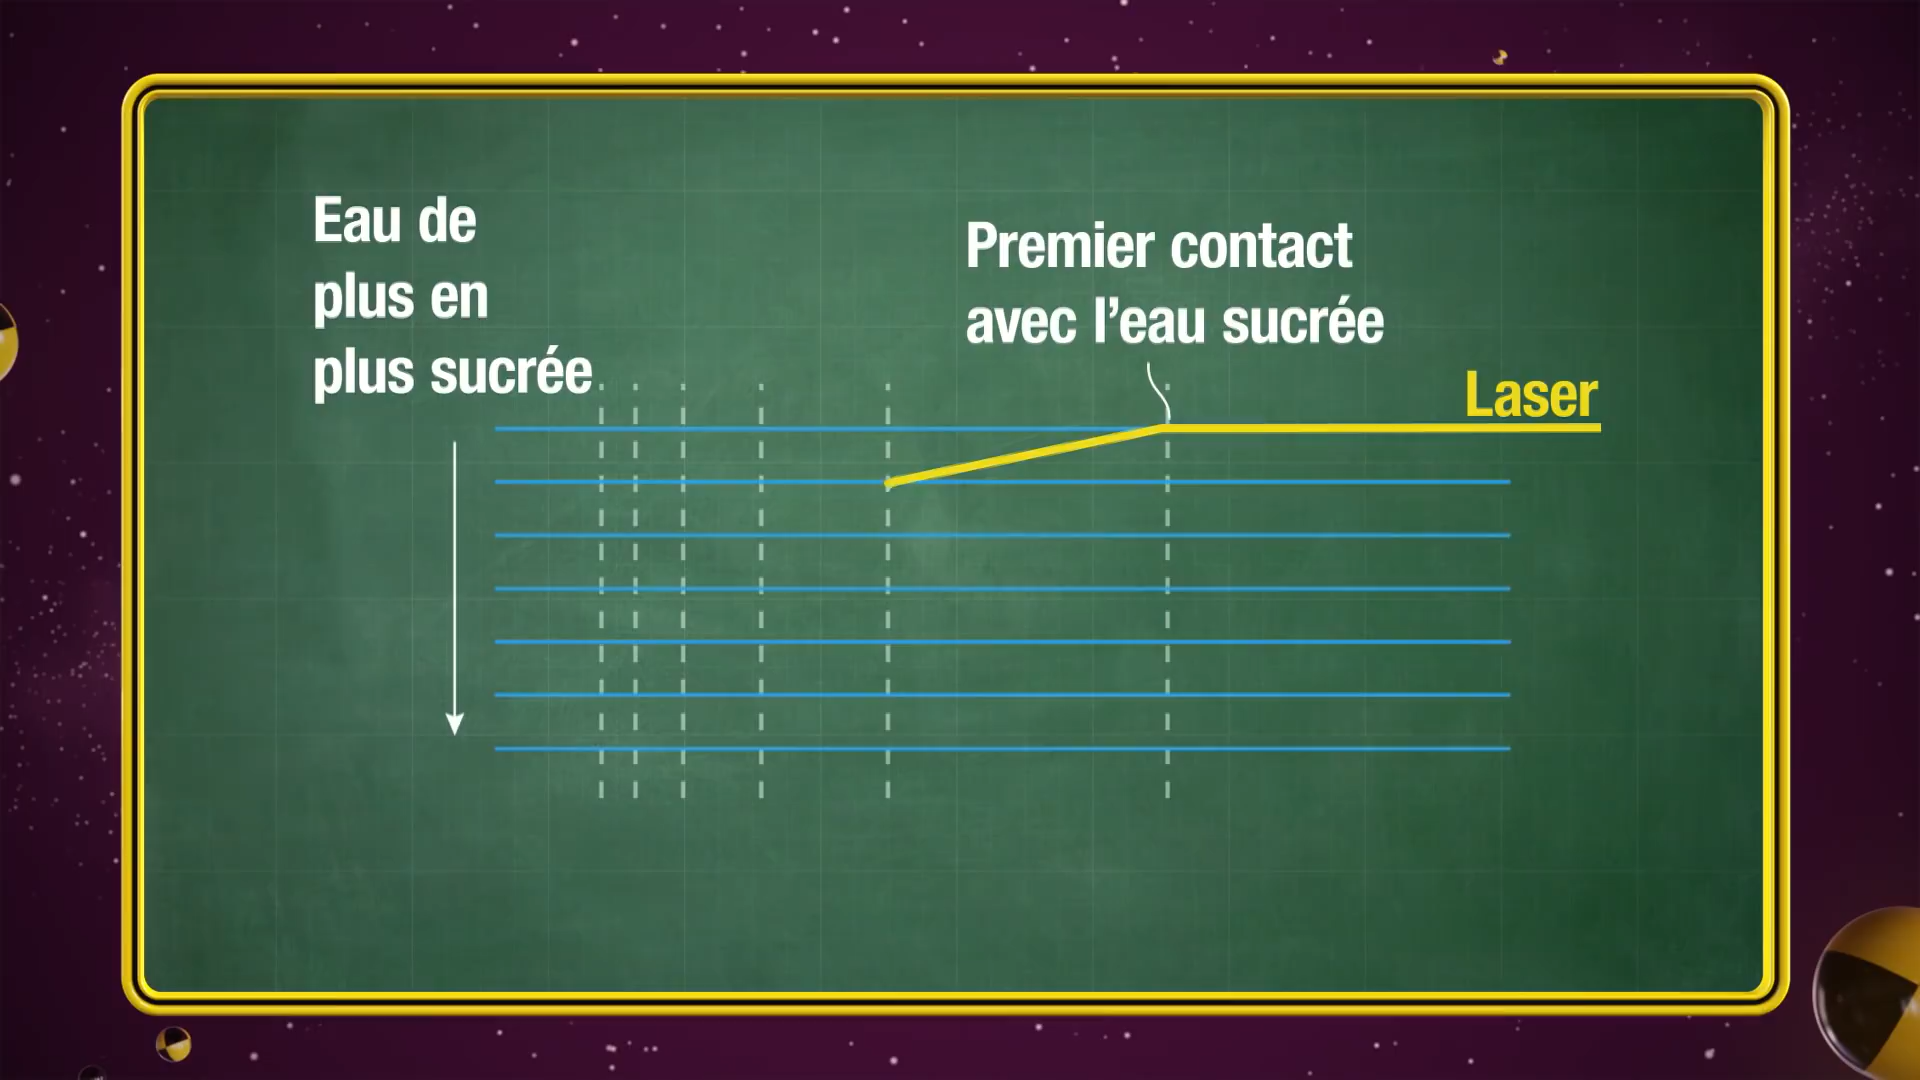 Eau de
plus en
plus sucrée
Premier contact
avec l’eau sucrée
Laser